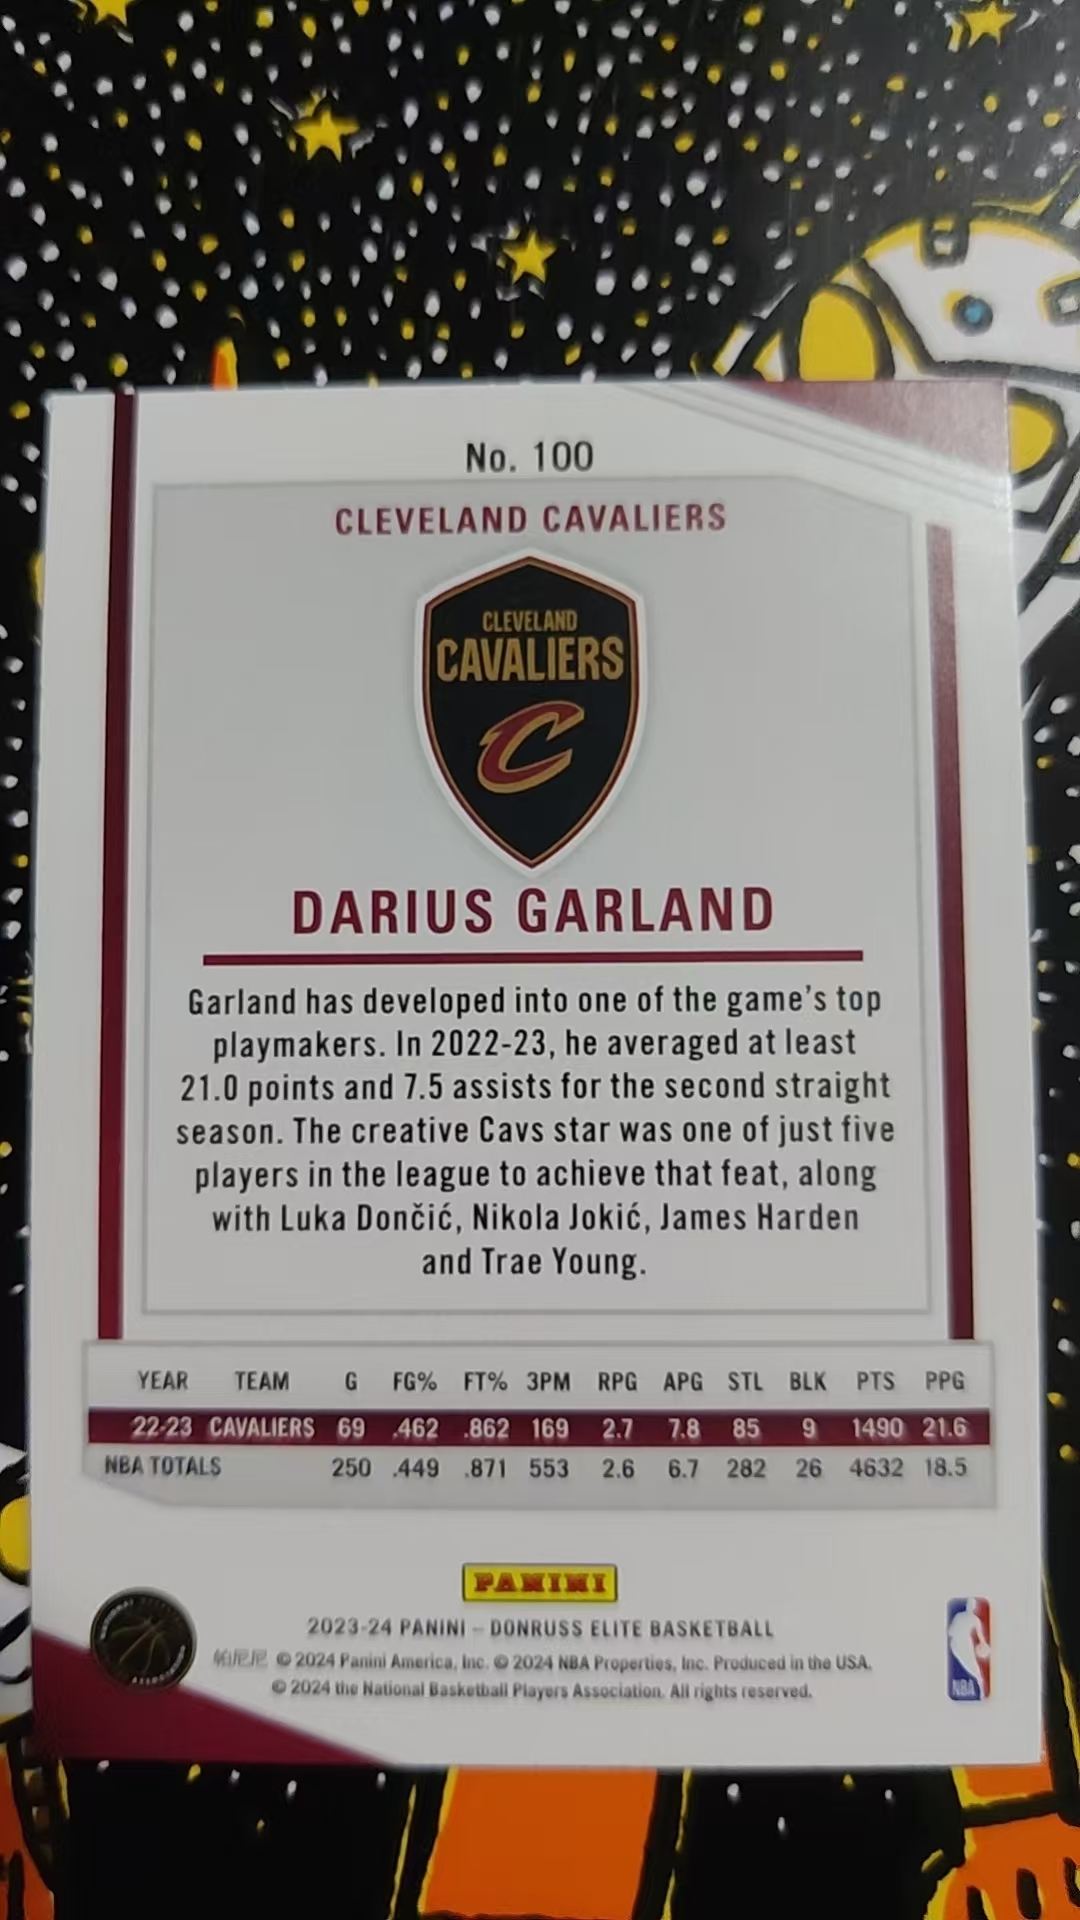 No. 100
CLEVELAND CAVALIERS
CLEVELAND
CAVALIERS
C
DARIUS GARLAND
Garland has developed into one of the game's top
playmakers. In 2022-23, he averaged at least
21.0 points and 7.5 assists for the second straight
season. The creative Cavs star was one of just five
players in the league to achieve that feat, along
with Luka Dončić, Nikola Jokić, James Harden
and Trae Young.
YEAR TEAM G FG% FT% 3PM RPG APG STL BLK PTS PPG
22-23 CAVALIERS 69 .462 .862 169 2.7 7.8 85 9 1490 21.6
NBA TOTALS 250 .449 .871 553 2.6 6.7 282 26 4632 18.5
PANINI
2023-24 PANINI – DONRUSS ELITE BASKETBALL
帕尼尼 © 2024 Panini America, Inc. © 2024 NBA Properties, Inc. Produced in the USA.
© 2024 the National Basketball Players Association. All rights reserved.
NATIONAL BASKETBALL
ASSOCIATION
NBA